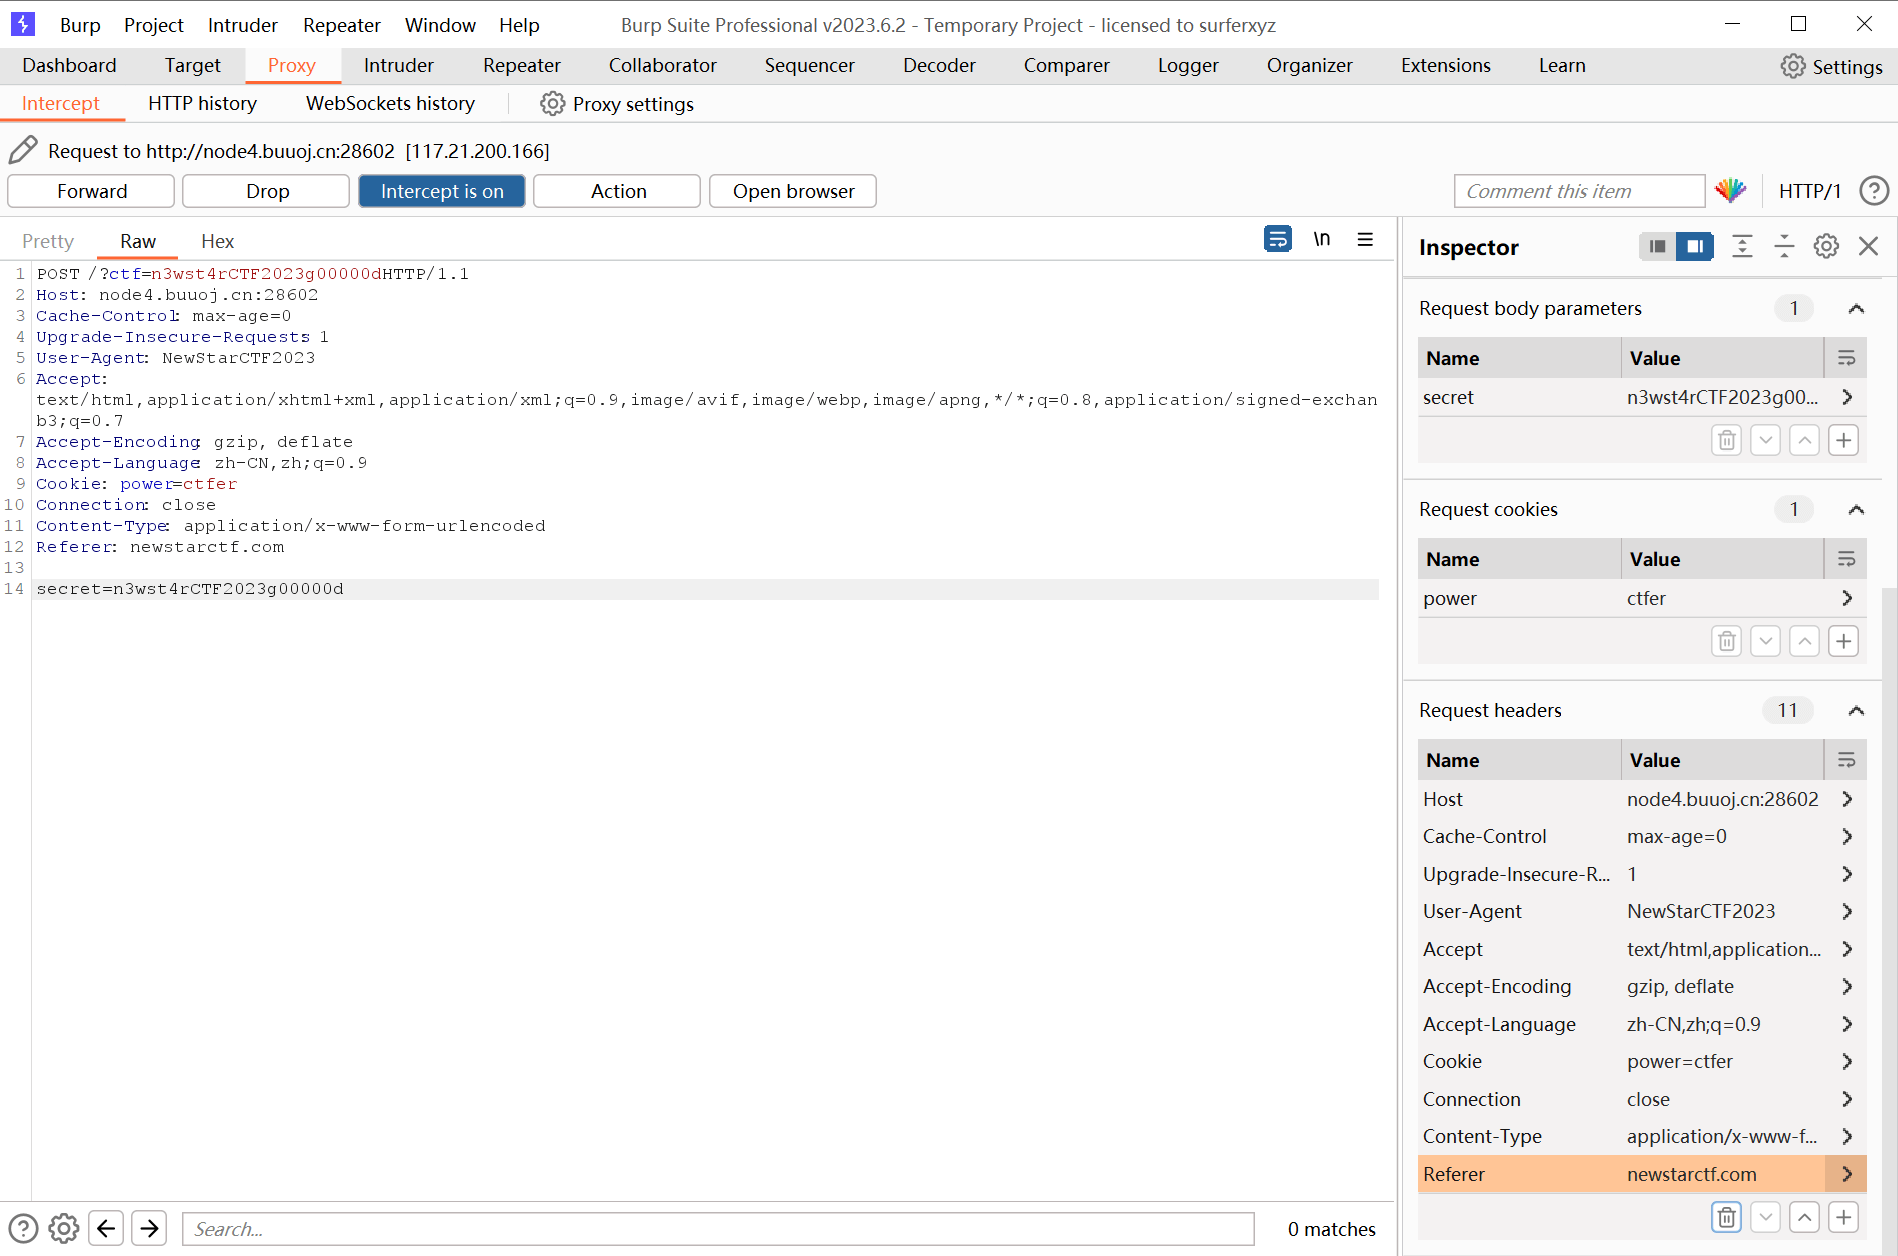 Burp Project Intruder Repeater Window Help Burp Suite Professional v2023.6.2 - Temporary Project - licensed to surferxyz
Dashboard Target Proxy Intruder Repeater Collaborator Sequencer Decoder Comparer Logger Organizer Extensions Learn Settings
Intercept HTTP history WebSockets history Proxy settings
Request to http://node4.buuoj.cn:28602 [117.21.200.166]
Forward Drop Intercept is on Action Open browser Comment this item HTTP/1
Pretty Raw Hex \n
1 POST /?ctf=n3wst4rCTF2023g00000dHTTP/1.1
2 Host: node4.buuoj.cn:28602
3 Cache-Control: max-age=0
4 Upgrade-Insecure-Requests: 1
5 User-Agent: NewStarCTF2023
6 Accept:
text/html,application/xhtml+xml,application/xml;q=0.9,image/avif,image/webp,image/apng,*/*;q=0.8,application/signed-exchan
b3;q=0.7
7 Accept-Encoding: gzip, deflate
8 Accept-Language: zh-CN,zh;q=0.9
9 Cookie: power=ctfer
10 Connection: close
11 Content-Type: application/x-www-form-urlencoded
12 Referer: newstarctf.com
13
14 secret=n3wst4rCTF2023g00000d
Search... 0 matches
Inspector
Request body parameters 1
Name Value
secret n3wst4rCTF2023g00...
Request cookies 1
Name Value
power ctfer
Request headers 11
Name Value
Host node4.buuoj.cn:28602
Cache-Control max-age=0
Upgrade-Insecure-R... 1
User-Agent NewStarCTF2023
Accept text/html,application...
Accept-Encoding gzip, deflate
Accept-Language zh-CN,zh;q=0.9
Cookie power=ctfer
Connection close
Content-Type application/x-www-f...
Referer newstarctf.com